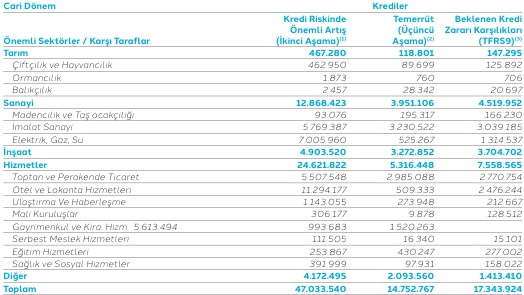 Cari Dönem Krediler
Kredi Riskinde Temerrüt Beklenen Kredi
Önemli Artış (Üçüncü Zararı Karşılıkları
Önemli Sektörler / Karşı Taraflar (İkinci Aşama)(1) Aşama)(2) (TFRS9)(3)
Tarım 467.280 118.801 147.295
Çiftçilik ve Hayvancılık 462.950 89.699 125.892
Ormancılık 1.873 760 706
Balıkçılık 2.457 28.342 20.697
Sanayi 12.868.423 3.951.106 4.519.952
Madencilik ve Taş ocakçılığı 93.076 195.317 166.230
İmalat Sanayi 5.769.387 3.230.522 3.039.185
Elektrik, Gaz, Su 7.005.960 525.267 1.314.537
İnşaat 4.903.520 3.272.852 3.704.702
Hizmetler 24.621.822 5.316.448 7.558.565
Toptan ve Perakende Ticaret 5.507.548 2.985.088 2.770.754
Otel ve Lokanta Hizmetleri 11.294.177 509.333 2.476.244
Ulaştırma Ve Haberleşme 1.143.055 273.948 212.667
Mali Kuruluşlar 306.177 9.878 128.512
Gayrimenkul ve Kira. Hizm. 5.613.494 993.683 1.520.263
Serbest Meslek Hizmetleri 111.505 16.340 15.101
Eğitim Hizmetleri 253.867 430.247 277.002
Sağlık ve Sosyal Hizmetler 391.999 97.931 158.022
Diğer 4.172.495 2.093.560 1.413.410
Toplam 47.033.540 14.752.767 17.343.924